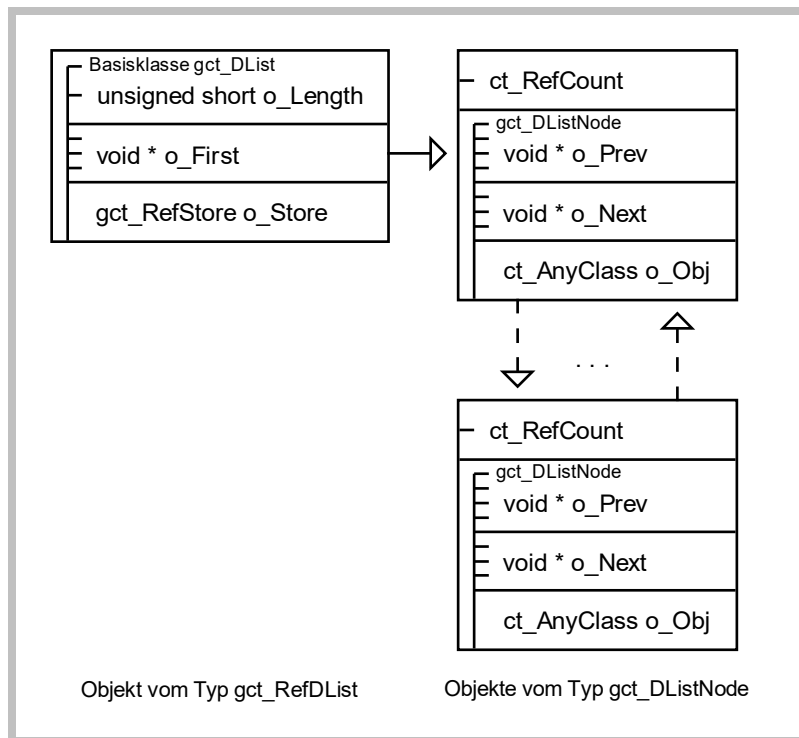 Basisklasse gct_DList
unsigned short o_Length
void * o_First
gct_RefStore o_Store
ct_RefCount
gct_DListNode
void * o_Prev
void * o_Next
ct_AnyClass o_Obj
. . .
ct_RefCount
gct_DListNode
void * o_Prev
void * o_Next
ct_AnyClass o_Obj
Objekt vom Typ gct_RefDList
Objekte vom Typ gct_DListNode